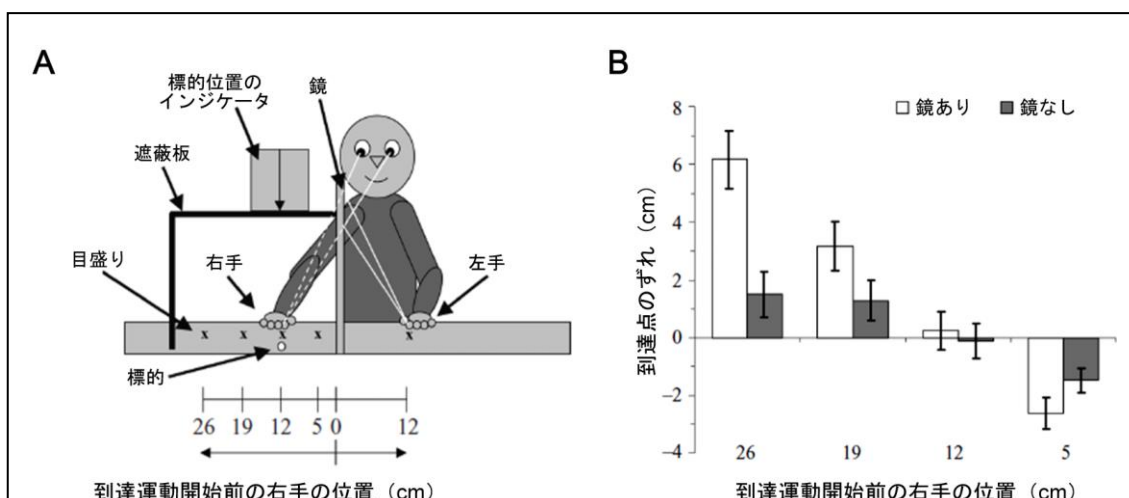 A
標的位置の
インジケータ
鏡
遮蔽板
目盛り
右手
左手
標的
x x x x x
26 19 12 5 0 12
到達運動開始前の右手の位置（cm）
B
鏡あり 鏡なし
到達点のずれ（cm）
8
6
4
2
0
−2
−4
26 19 12 5
到達運動開始前の右手の位置（cm）